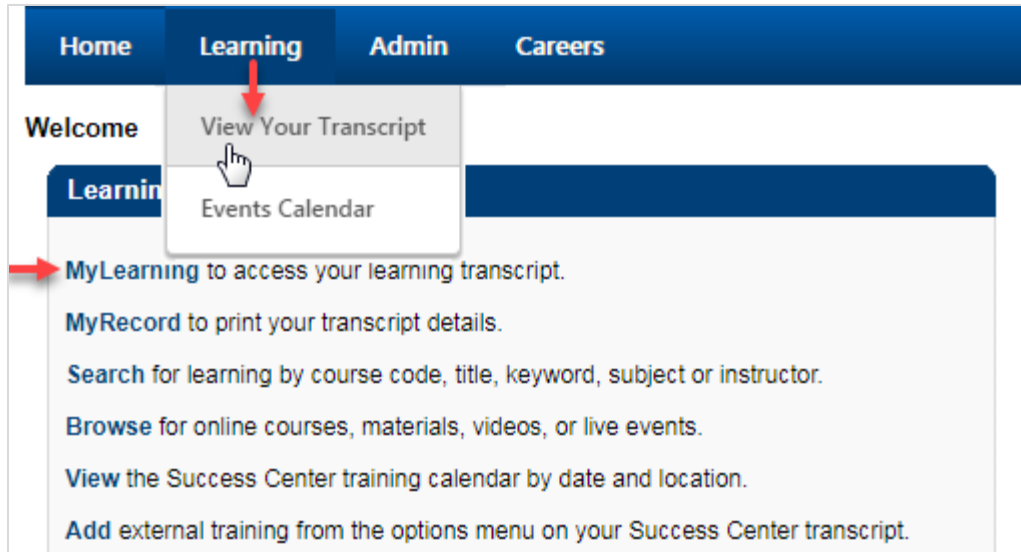 Home Learning Admin Careers
Welcome View Your Transcript
Learnin
Events Calendar
MyLearning to access your learning transcript.
MyRecord to print your transcript details.
Search for learning by course code, title, keyword, subject or instructor.
Browse for online courses, materials, videos, or live events.
View the Success Center training calendar by date and location.
Add external training from the options menu on your Success Center transcript.